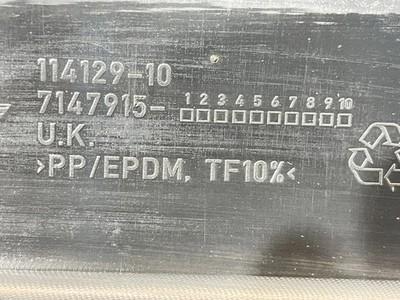 114129-10
7147915- 1 2 3 4 5 6 7 8 9 10
U.K.
>PP/EPDM, TF10%<